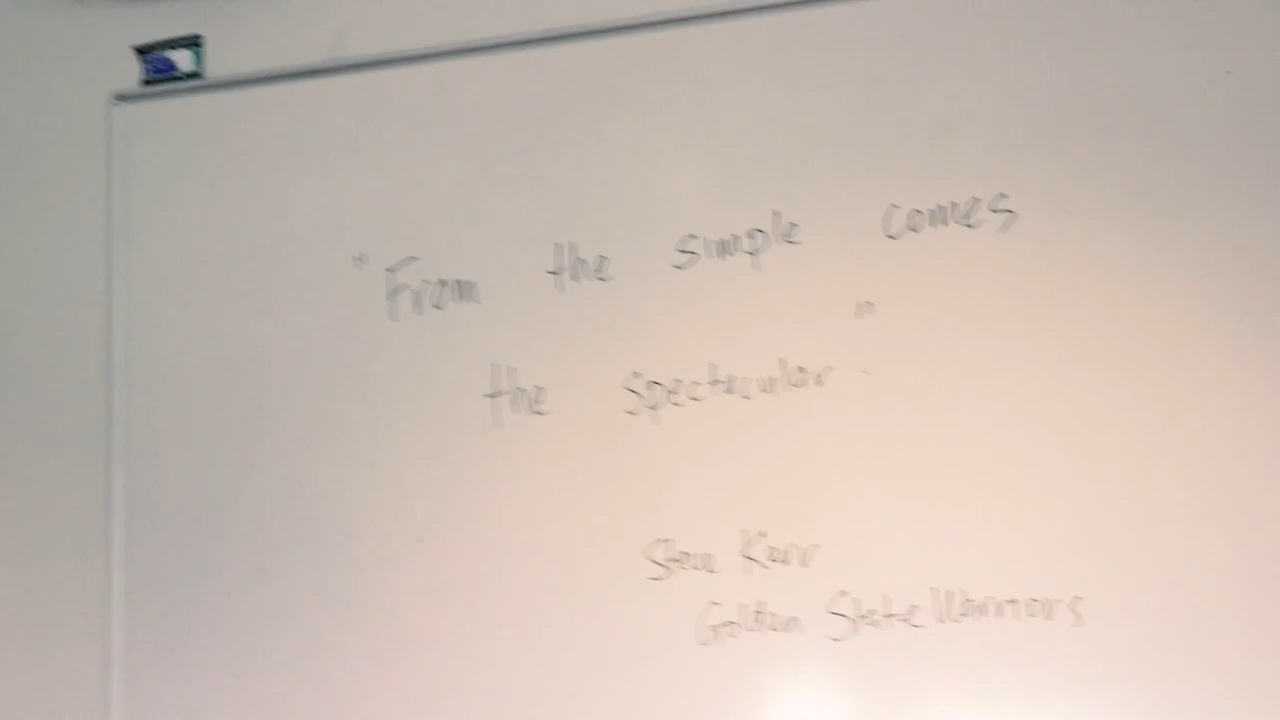 "From the simple comes
the spectacular"
Steve Kerr
Golden State Warriors